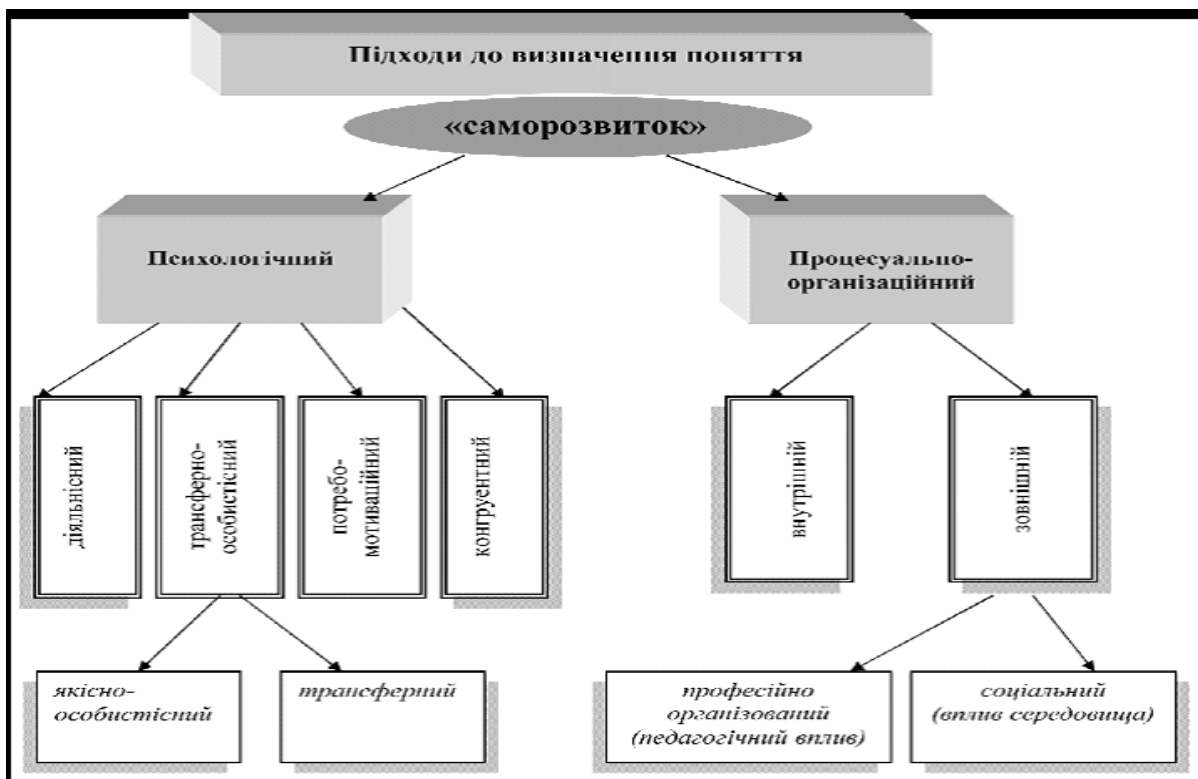 Підходи до визначення поняття
«саморозвиток»
Психологічний
Процесуально-
організаційний
діяльнісний
трансферно-
особистісний
потребо-
мотиваційний
конгруентний
внутрішній
зовнішній
якісно-
особистісний
трансферний
професійно
організований
(педагогічний вплив)
соціальний
(вплив середовища)